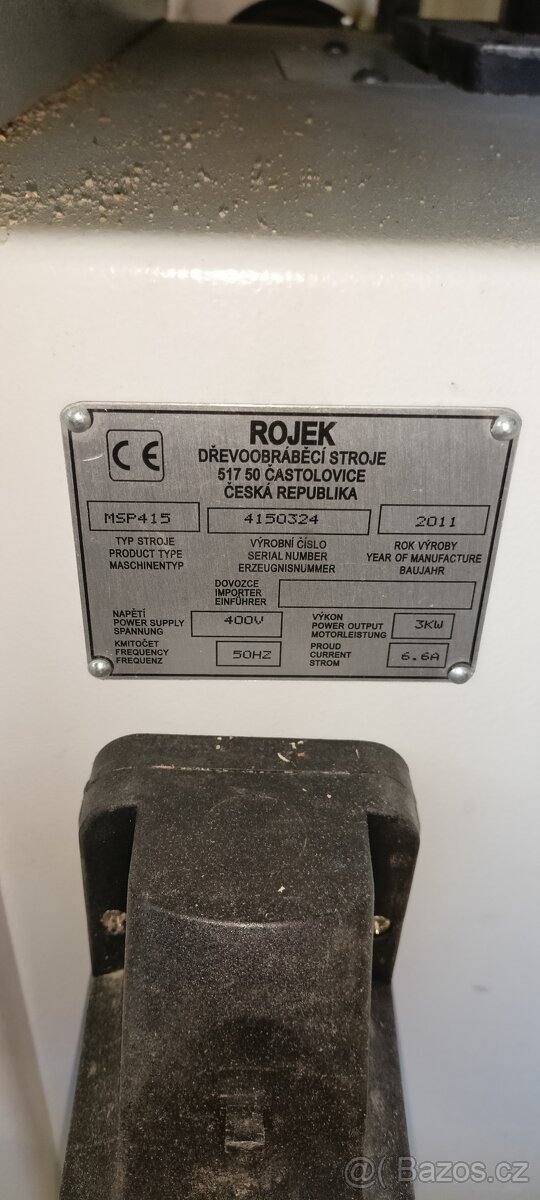 CE
ROJEK
DŘEVOOBRÁBĚCÍ STROJE
517 50 ČASTOLOVICE
ČESKÁ REPUBLIKA
MSP415 4150324 2011
TYP STROJE VÝROBNÍ ČÍSLO ROK VÝROBY
PRODUCT TYPE SERIAL NUMBER YEAR OF MANUFACTURE
MASCHINENTYP ERZEUGNISNUMMER BAUJAHR
DOVOZCE
IMPORTER
EINFÜHRER
NAPĚTÍ
POWER SUPPLY
SPANNUNG
400V
VÝKON
POWER OUTPUT
MOTORLEISTUNG
3KW
KMITOČET
FREQUENCY
FREQUENZ
50HZ
PROUD
CURRENT
STROM
6.6A
Bazos.cz